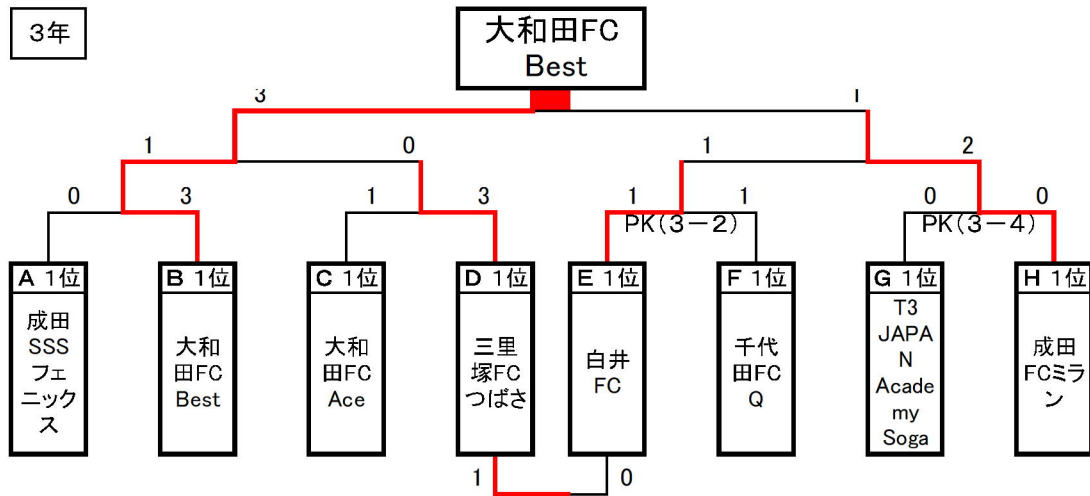 3年
大和田FC
Best
3
1
1
0
1
2
0
3
1
3
1
1
0
0
PK(3-2)
PK(3-4)
A 1位
B 1位
C 1位
D 1位
E 1位
F 1位
G 1位
H 1位
成田
SSS
フェ
ニック
ス
大和
田FC
Best
大和
田FC
Ace
三里
塚FC
つばさ
白井
FC
千代
田FC
Q
T3
JAPA
N
Acade
my
Soga
成田
FCミラ
ン
1
0